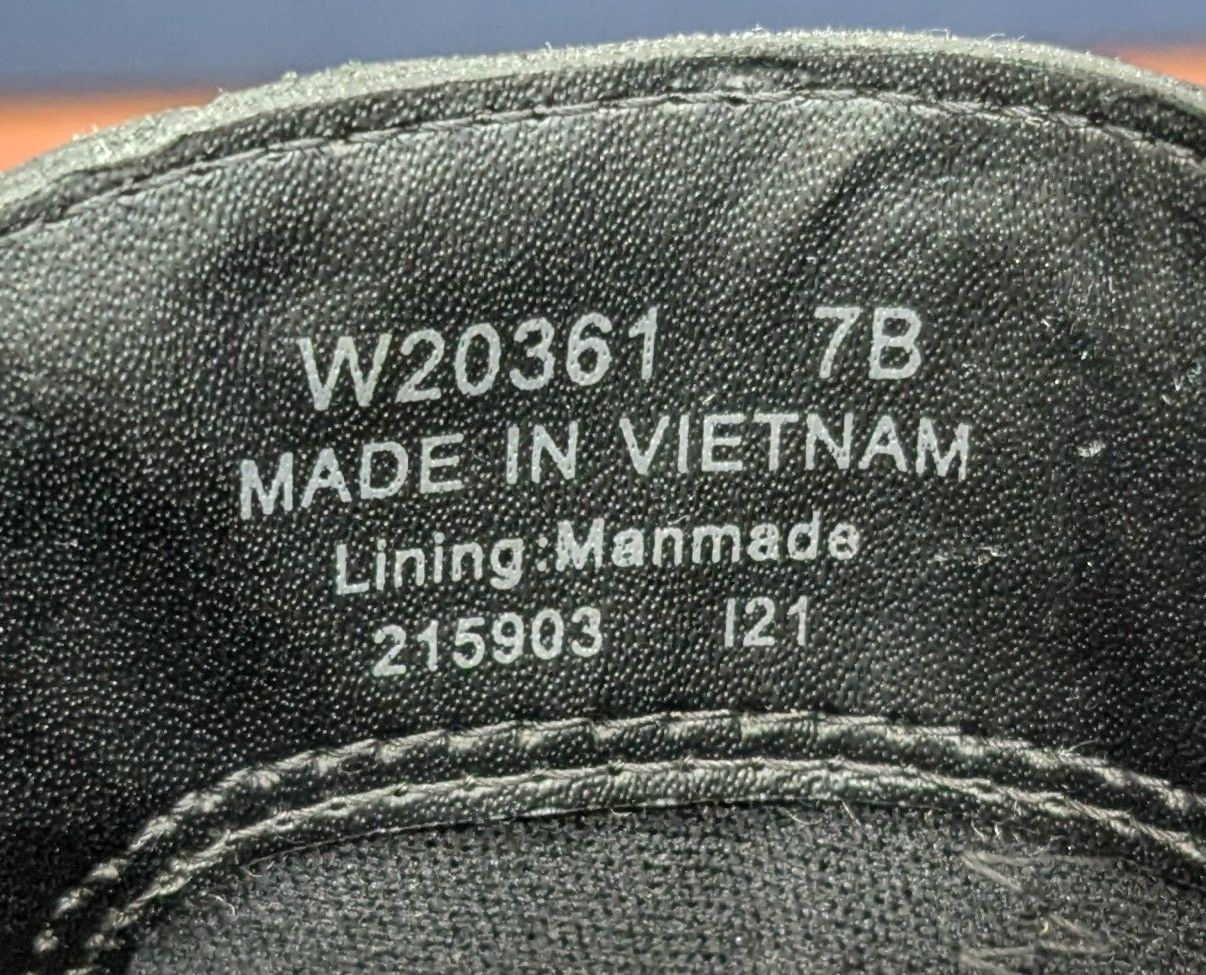 W20361 7B
MADE IN VIETNAM
Lining:Manmade
215903 I21